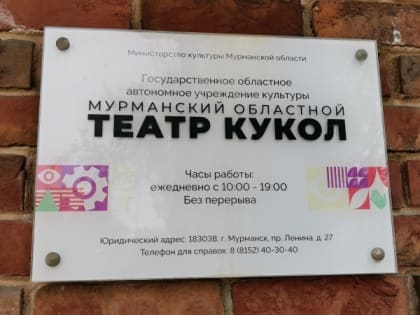 Министерство культуры Мурманской области
Государственное областное
автономное учреждение культуры
МУРМАНСКИЙ ОБЛАСТНОЙ
ТЕАТР КУКОЛ
Часы работы:
ежедневно с 10:00 - 19:00
Без перерыва
Юридический адрес: 183038, г. Мурманск, пр. Ленина, д. 27
Телефон для справок: 8 (8152) 40-30-40